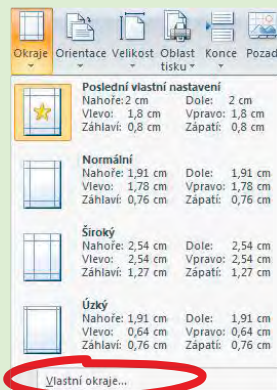 Okraje Orientace Velikost Oblast tisku Konce Pozad
Poslední vlastní nastavení
Nahoře: 2 cm Dole: 2 cm
Vlevo: 1,8 cm Vpravo: 1,8 cm
Záhlaví: 0,8 cm Zápatí: 0,8 cm
Normální
Nahoře: 1,91 cm Dole: 1,91 cm
Vlevo: 1,78 cm Vpravo: 1,78 cm
Záhlaví: 0,76 cm Zápatí: 0,76 cm
Široký
Nahoře: 2,54 cm Dole: 2,54 cm
Vlevo: 2,54 cm Vpravo: 2,54 cm
Záhlaví: 1,27 cm Zápatí: 1,27 cm
Úzký
Nahoře: 1,91 cm Dole: 1,91 cm
Vlevo: 0,64 cm Vpravo: 0,64 cm
Záhlaví: 0,76 cm Zápatí: 0,76 cm
Vlastní okraje...